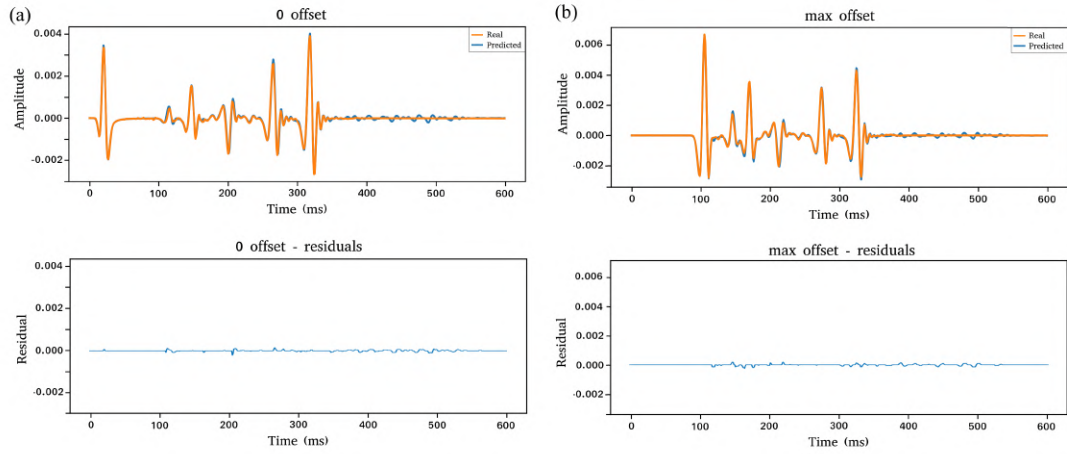 (a)
0 offset
0.004
0.002
0.000
-0.002
Amplitude
Real
Predicted
0 100 200 300 400 500 600
Time (ms)
0 offset - residuals
0.004
0.002
0.000
-0.002
Residual
0 100 200 300 400 500 600
Time (ms)
(b)
max offset
0.006
0.004
0.002
0.000
-0.002
Amplitude
Real
Predicted
0 100 200 300 400 500 600
Time (ms)
max offset - residuals
0.006
0.004
0.002
0.000
-0.002
Residual
0 100 200 300 400 500 600
Time (ms)